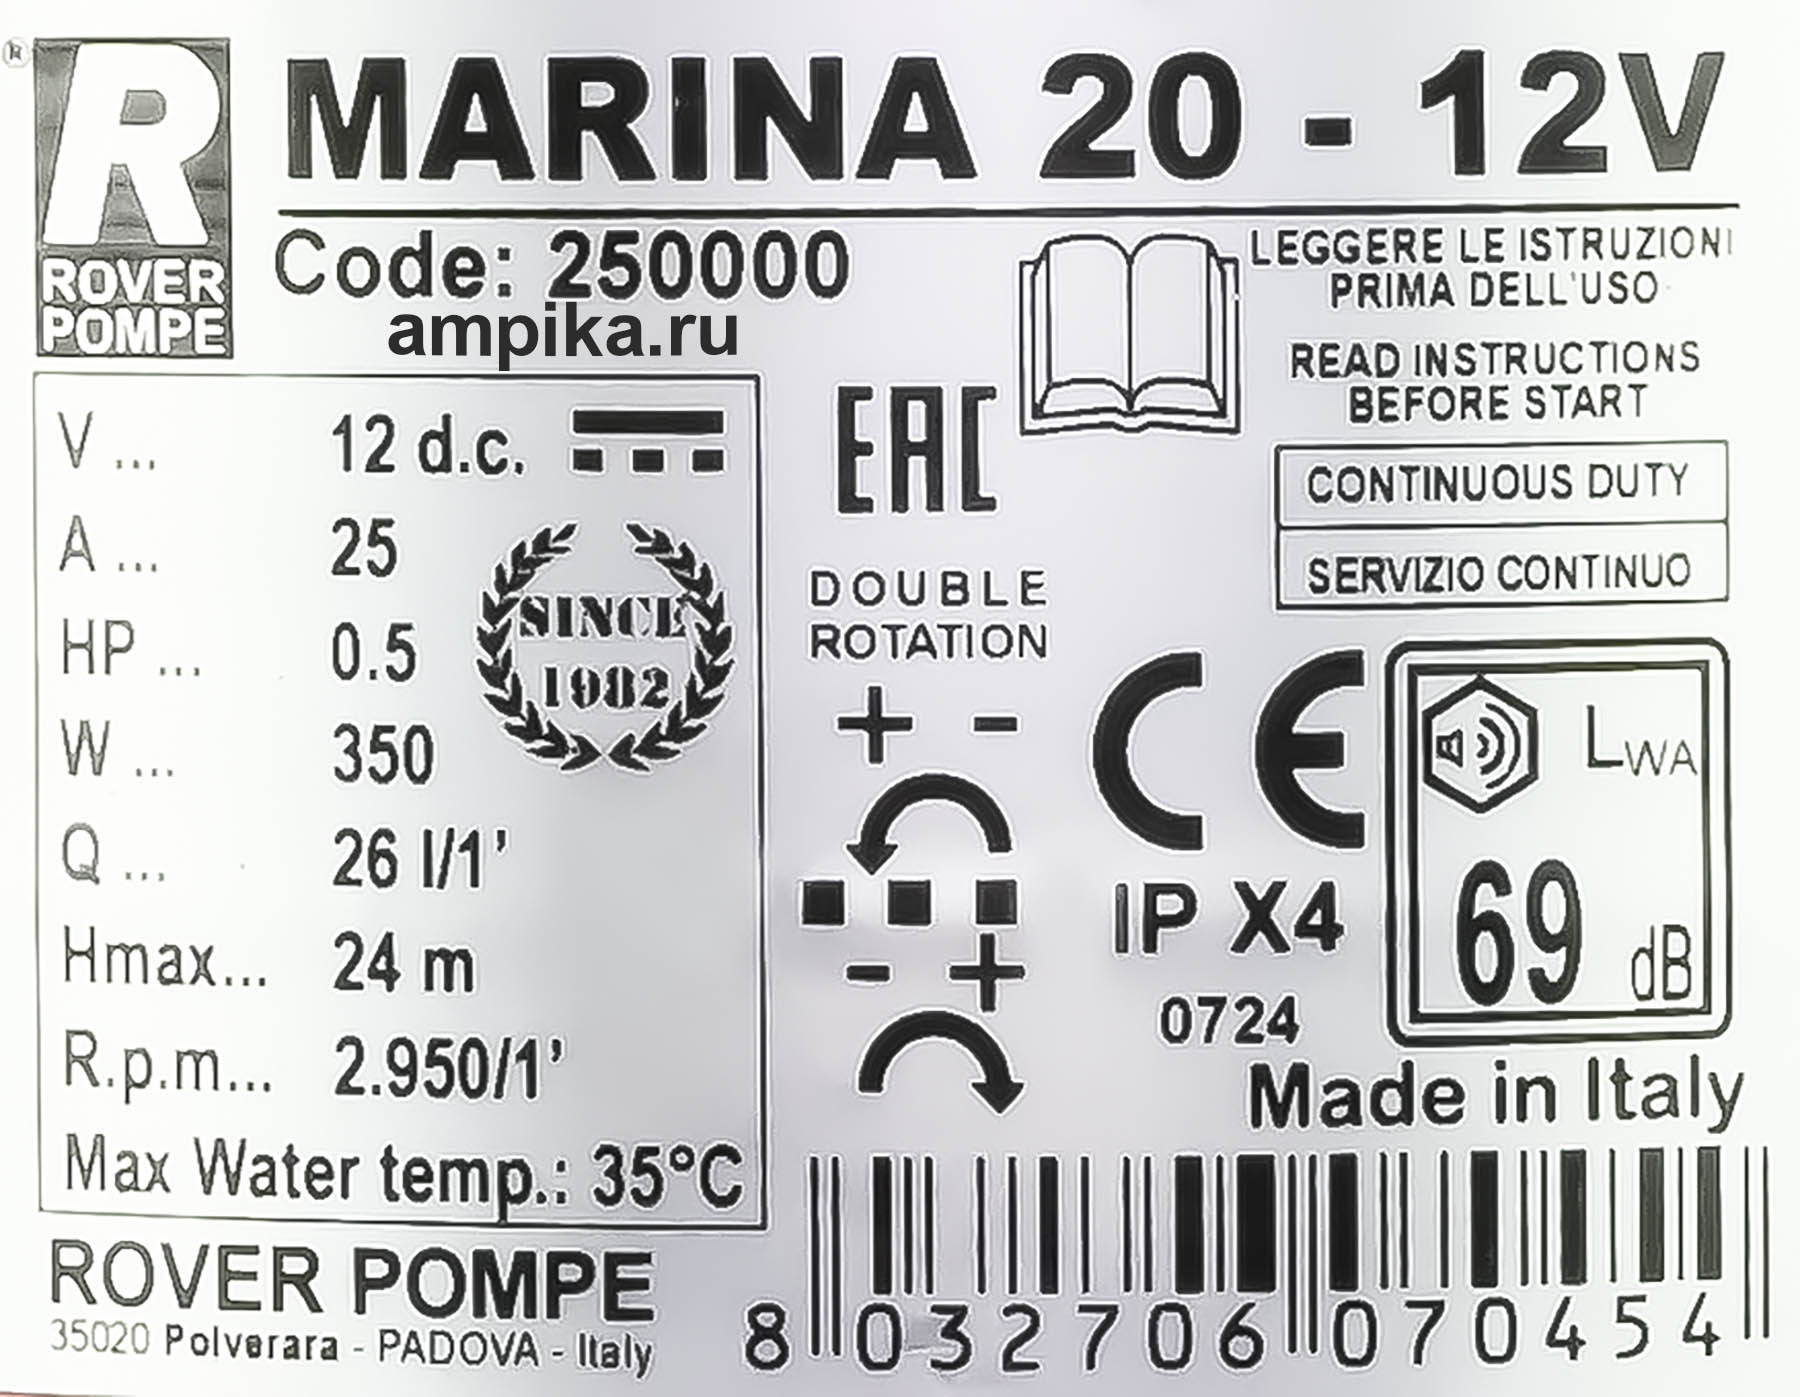 ®
R
ROVER
POMPE
MARINA 20 - 12V
Code: 250000
ampika.ru
LEGGERE LE ISTRUZIONI
PRIMA DELL'USO
READ INSTRUCTIONS
BEFORE START
V ... 12 d.c.
A ... 25
HP ... 0.5
W ... 350
Q ... 26 l/1'
Hmax... 24 m
R.p.m... 2.950/1'
Max Water temp.: 35°C
SINCE
1982
EAC
DOUBLE
ROTATION
+ -
- +
CONTINUOUS DUTY
SERVIZIO CONTINUO
CE
IP X4
0724
LWA
69 dB
Made in Italy
ROVER POMPE
35020 Polverara - PADOVA - Italy
8 032706 070454